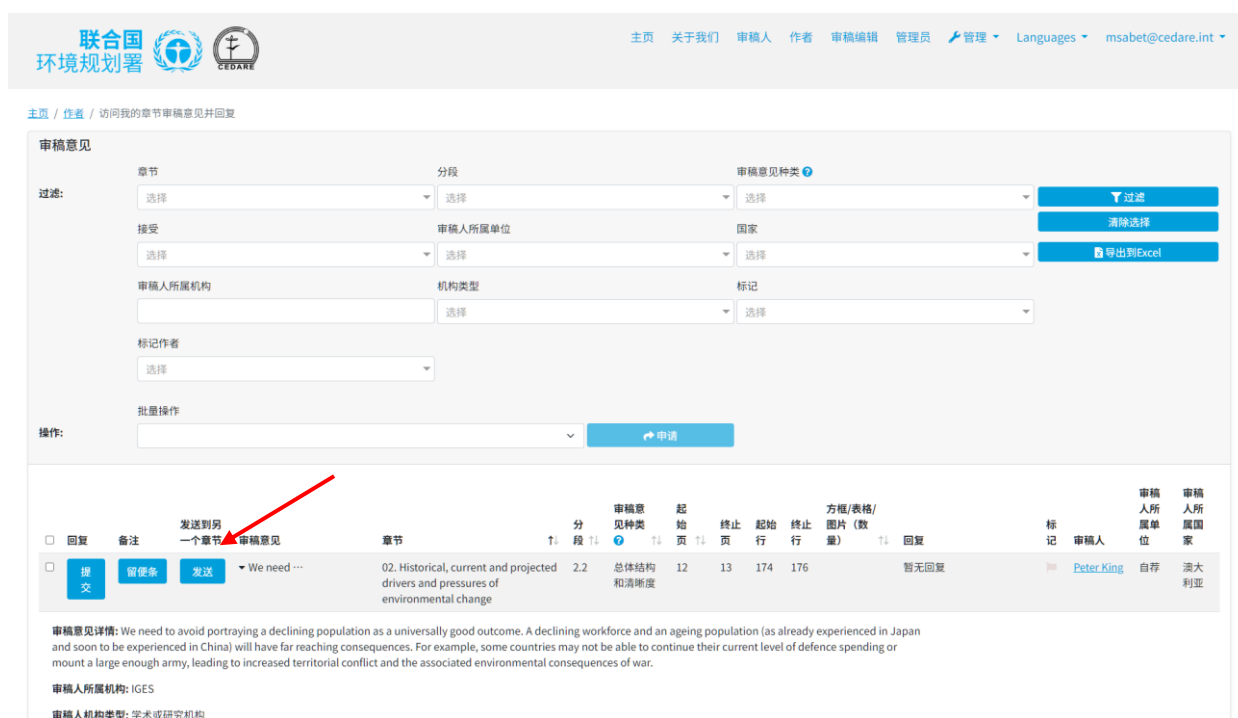 联合国
环境规划署
CEDARE
主页 关于我们 审稿人 作者 审稿编辑 管理员 管理 Languages msabet@cedare.int
主页 / 作者 / 访问我的章节审稿意见并回复
审稿意见
章节 分段 审稿意见种类
过滤: 选择 选择 选择 过滤
清除选择
接受 审稿人所属单位 国家
选择 选择 选择 导出到Excel
审稿人所属机构 机构类型 标记
选择 选择
标记作者
选择
批量操作
操作: 申请
回复 备注 发送到另一个章节 审稿意见 章节 分段 审稿意见种类 起始页 终止页 起始行 终止行 方框/表格/图片（数量） 回复 标记 审稿人 审稿人所属单位 审稿人所属国家
提交 留便条 发送 We need ··· 02. Historical, current and projected 2.2 总体结构和清晰度 12 13 174 176 暂无回复 Peter King 自荐 澳大利亚
drivers and pressures of
environmental change
审稿意见详情: We need to avoid portraying a declining population as a universally good outcome. A declining workforce and an ageing population (as already experienced in Japan
and soon to be experienced in China) will have far reaching consequences. For example, some countries may not be able to continue their current level of defence spending or
mount a large enough army, leading to increased territorial conflict and the associated environmental consequences of war.
审稿人所属机构: IGES
审稿人机构类型: 学术或研究机构